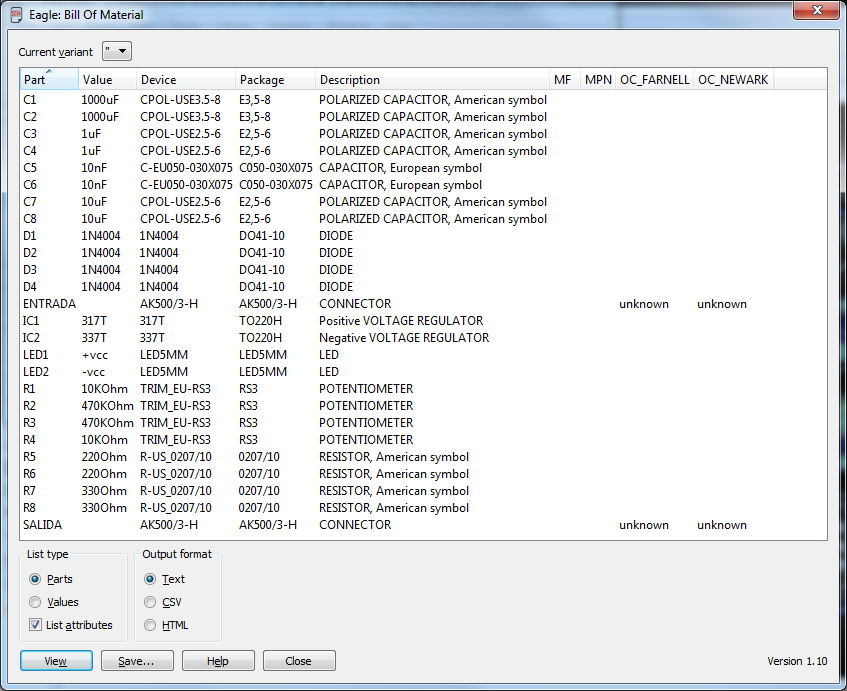 Eagle: Bill Of Material
Current variant "
Part Value Device Package Description MF MPN OC_FARNELL OC_NEWARK
C1 1000uF CPOL-USE3.5-8 E3,5-8 POLARIZED CAPACITOR, American symbol
C2 1000uF CPOL-USE3.5-8 E3,5-8 POLARIZED CAPACITOR, American symbol
C3 1uF CPOL-USE2.5-6 E2,5-6 POLARIZED CAPACITOR, American symbol
C4 1uF CPOL-USE2.5-6 E2,5-6 POLARIZED CAPACITOR, American symbol
C5 10nF C-EU050-030X075 C050-030X075 CAPACITOR, European symbol
C6 10nF C-EU050-030X075 C050-030X075 CAPACITOR, European symbol
C7 10uF CPOL-USE2.5-6 E2,5-6 POLARIZED CAPACITOR, American symbol
C8 10uF CPOL-USE2.5-6 E2,5-6 POLARIZED CAPACITOR, American symbol
D1 1N4004 1N4004 DO41-10 DIODE
D2 1N4004 1N4004 DO41-10 DIODE
D3 1N4004 1N4004 DO41-10 DIODE
D4 1N4004 1N4004 DO41-10 DIODE
ENTRADA AK500/3-H AK500/3-H CONNECTOR unknown unknown
IC1 317T 317T TO220H Positive VOLTAGE REGULATOR
IC2 337T 337T TO220H Negative VOLTAGE REGULATOR
LED1 +vcc LED5MM LED5MM LED
LED2 -vcc LED5MM LED5MM LED
R1 10KOhm TRIM_EU-RS3 RS3 POTENTIOMETER
R2 470KOhm TRIM_EU-RS3 RS3 POTENTIOMETER
R3 470KOhm TRIM_EU-RS3 RS3 POTENTIOMETER
R4 10KOhm TRIM_EU-RS3 RS3 POTENTIOMETER
R5 220Ohm R-US_0207/10 0207/10 RESISTOR, American symbol
R6 220Ohm R-US_0207/10 0207/10 RESISTOR, American symbol
R7 330Ohm R-US_0207/10 0207/10 RESISTOR, American symbol
R8 330Ohm R-US_0207/10 0207/10 RESISTOR, American symbol
SALIDA AK500/3-H AK500/3-H CONNECTOR unknown unknown
List type Output format
Parts Text
Values CSV
List attributes HTML
View Save... Help Close Version 1.10